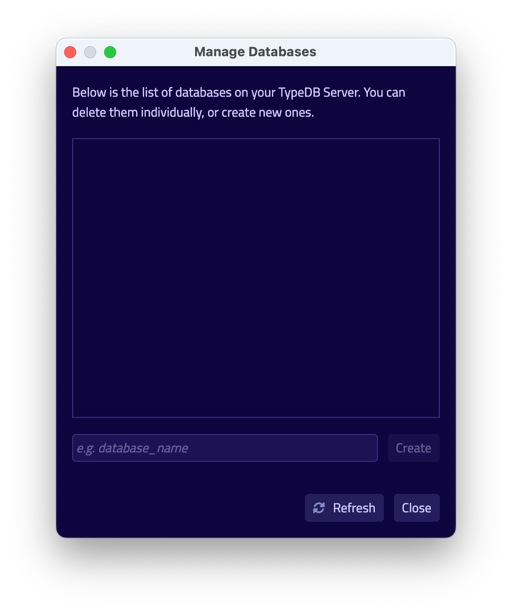 Manage Databases
Below is the list of databases on your TypeDB Server. You can
delete them individually, or create new ones.
e.g. database_name
Create
Refresh
Close